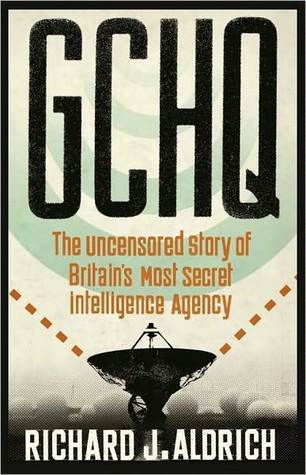 GCHQ
The Uncensored Story of
Britain's Most Secret
Intelligence Agency
RICHARD J. ALDRICH